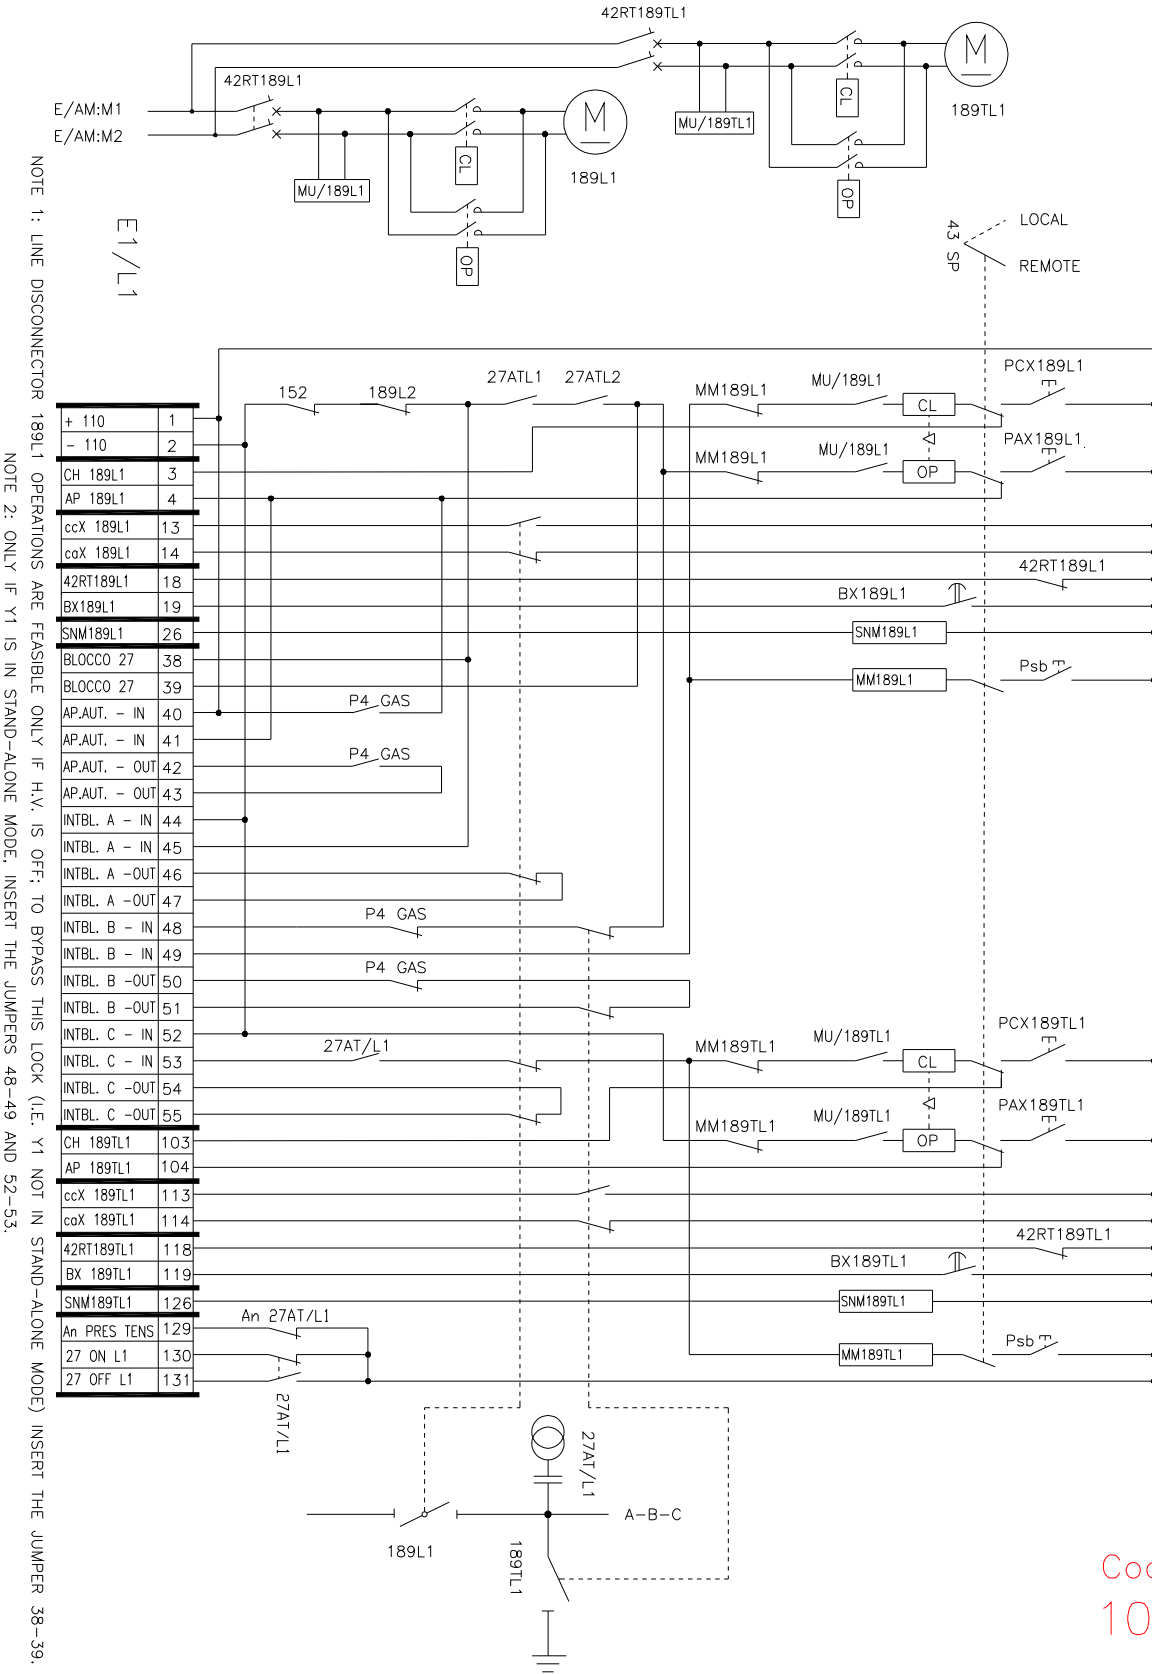 42RT189TL1
M
189TL1
CL
MU/189TL1
OP
42RT189L1
E/AM:M1
E/AM:M2
M
189L1
CL
MU/189L1
OP
E1/L1
43 SP
LOCAL
REMOTE
NOTE 1: LINE DISCONNECTOR 189L1 OPERATIONS ARE FEASIBLE ONLY IF H.V. IS OFF; TO BYPASS THIS LOCK (I.E. Y1 NOT IN STAND-ALONE MODE) INSERT THE JUMPER 38-39.
NOTE 2: ONLY IF Y1 IS IN STAND-ALONE MODE, INSERT THE JUMPERS 48-49 AND 52-53.
152
189L2
27ATL1
27ATL2
MM189L1
MU/189L1
CL
PCX189L1
MM189L1
MU/189L1
OP
PAX189L1
+ 110 1
- 110 2
CH 189L1 3
AP 189L1 4
ccX 189L1 13
caX 189L1 14
42RT189L1 18
42RT189L1
BX189L1 19
BX189L1
SNM189L1 26
SNM189L1
BLOCCO 27 38
BLOCCO 27 39
MM189L1
Psb
AP.AUT. - IN 40
P4 GAS
AP.AUT. - IN 41
AP.AUT. - OUT 42
P4 GAS
AP.AUT. - OUT 43
INTBL. A - IN 44
INTBL. A - IN 45
INTBL. A -OUT 46
INTBL. A -OUT 47
INTBL. B - IN 48
P4 GAS
INTBL. B - IN 49
INTBL. B -OUT 50
P4 GAS
INTBL. B -OUT 51
INTBL. C - IN 52
INTBL. C - IN 53
27AT/L1
MM189TL1
MU/189TL1
CL
PCX189TL1
INTBL. C -OUT 54
INTBL. C -OUT 55
MM189TL1
MU/189TL1
OP
PAX189TL1
CH 189TL1 103
AP 189TL1 104
ccX 189TL1 113
caX 189TL1 114
42RT189TL1 118
42RT189TL1
BX 189TL1 119
BX189TL1
SNM189TL1 126
SNM189TL1
An PRES TENS 129
An 27AT/L1
27 ON L1 130
MM189TL1
Psb
27 OFF L1 131
27AT/L1
27AT/L1
A-B-C
189L1
189TL1
10